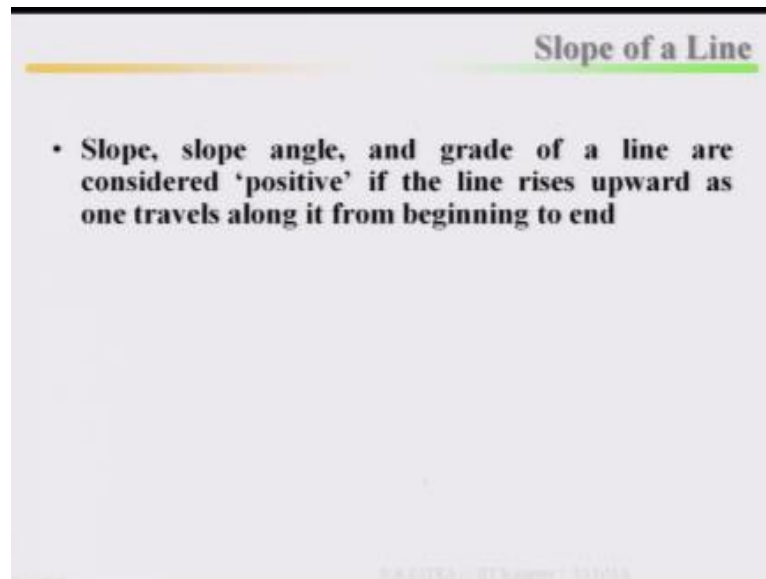 Slope of a Line
• Slope, slope angle, and grade of a line are
considered ‘positive’ if the line rises upward as
one travels along it from beginning to end